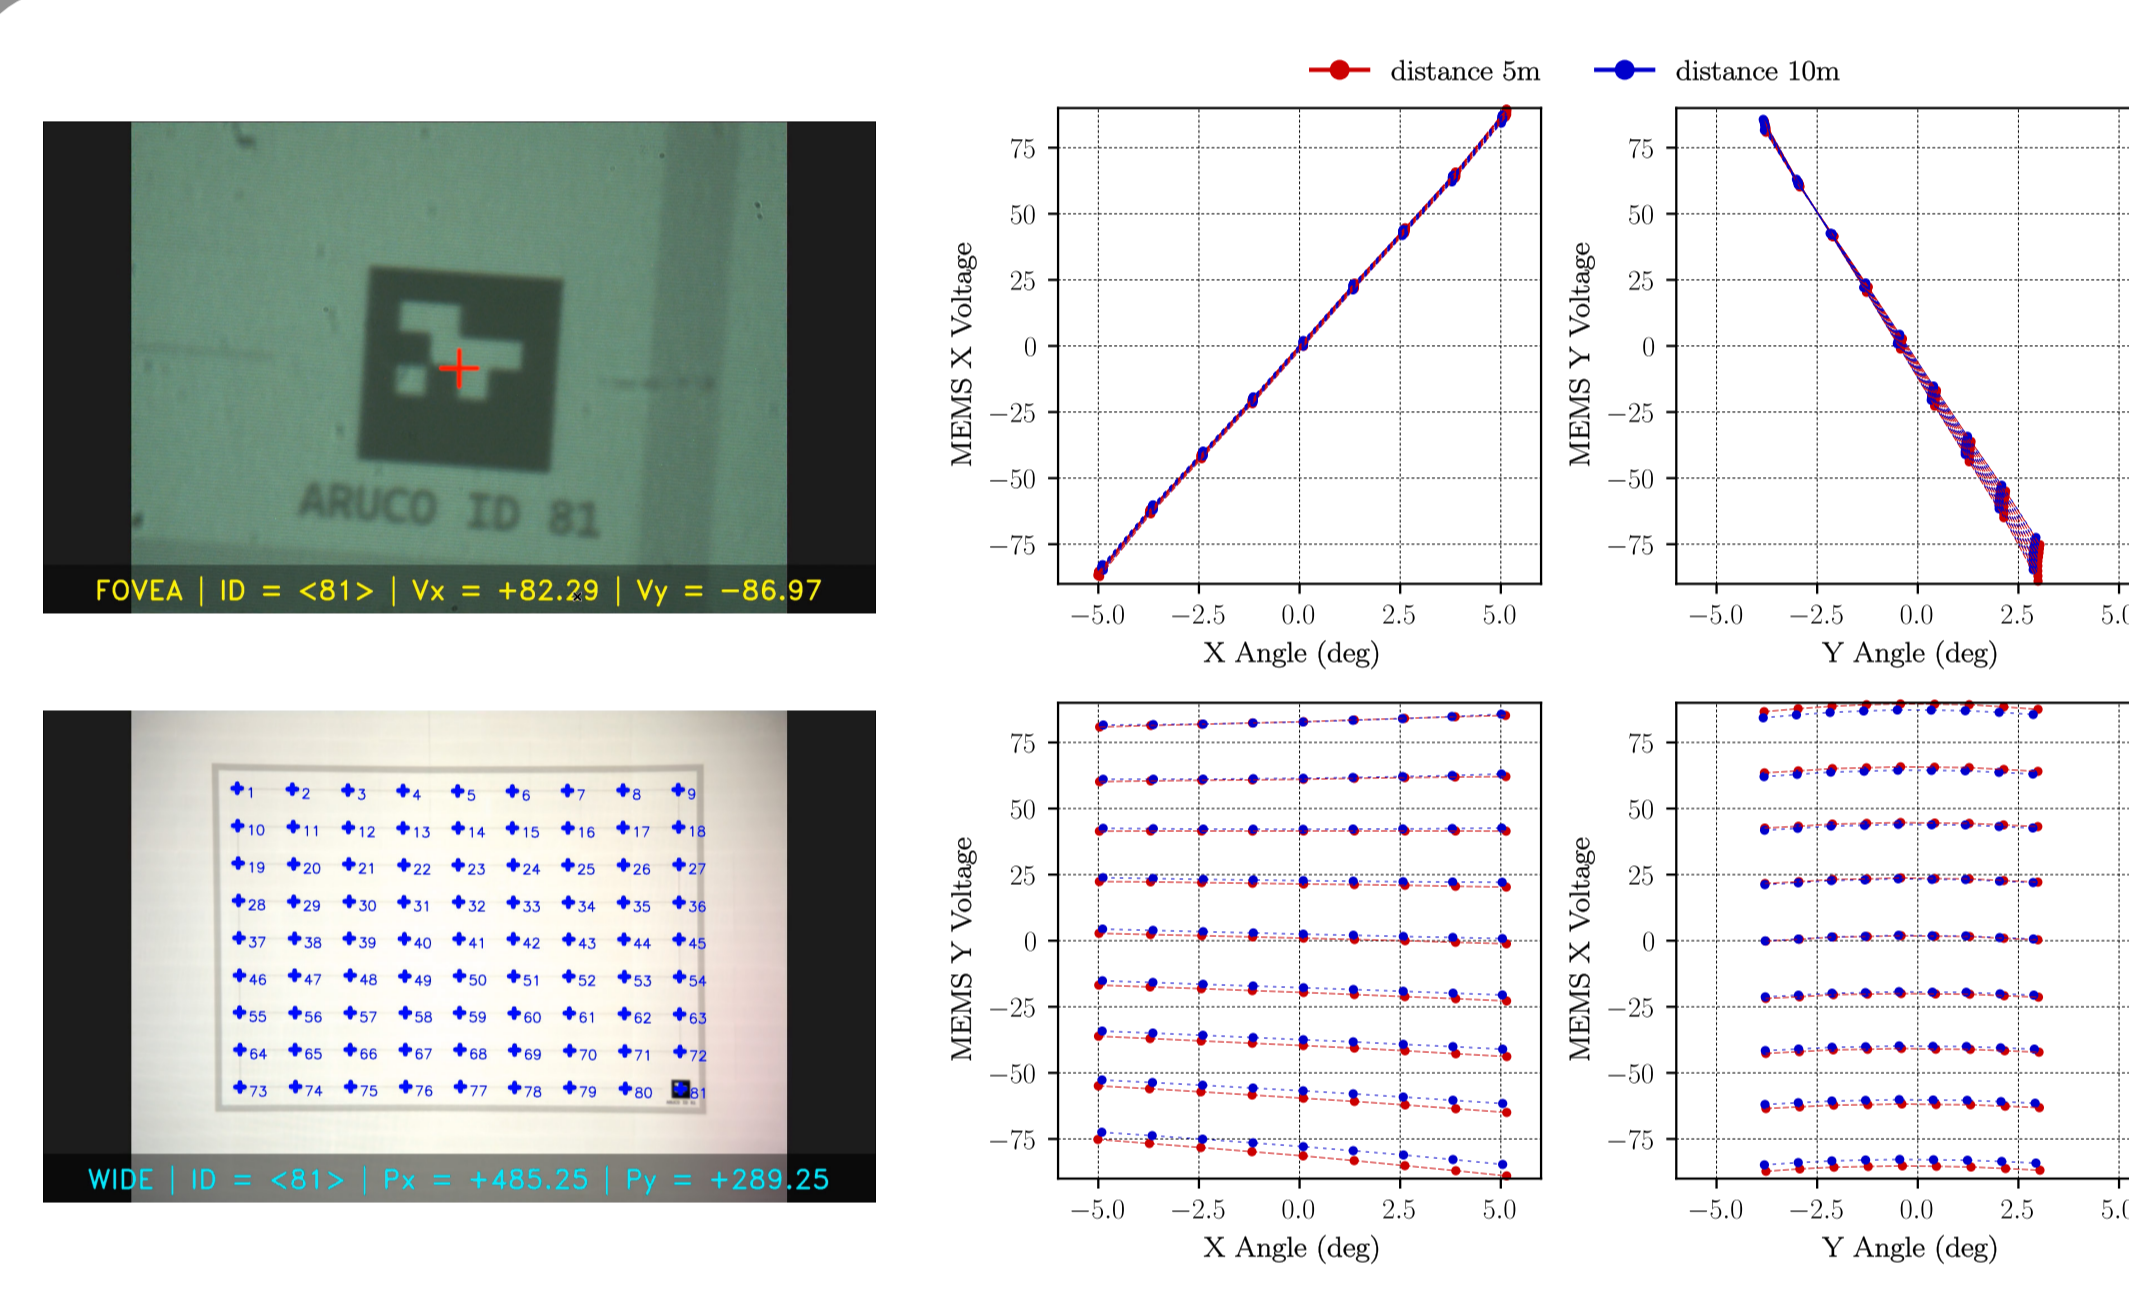 distance 5m
distance 10m
ARUCO ID 81
FOVEA | ID = <81> | Vx = +82.29 | Vy = −86.97
75
50
25
0
−25
−50
−75
MEMS X Voltage
−5.0 −2.5 0.0 2.5 5.0
X Angle (deg)
75
50
25
0
−25
−50
−75
MEMS Y Voltage
−5.0 −2.5 0.0 2.5 5.0
Y Angle (deg)
1 2 3 4 5 6 7 8 9
10 11 12 13 14 15 16 17 18
19 20 21 22 23 24 25 26 27
28 29 30 31 32 33 34 35 36
37 38 39 40 41 42 43 44 45
46 47 48 49 50 51 52 53 54
55 56 57 58 59 60 61 62 63
64 65 66 67 68 69 70 71 72
73 74 75 76 77 78 79 80 81
WIDE | ID = <81> | Px = +485.25 | Py = +289.25
75
50
25
0
−25
−50
−75
MEMS Y Voltage
−5.0 −2.5 0.0 2.5 5.0
X Angle (deg)
75
50
25
0
−25
−50
−75
MEMS X Voltage
−5.0 −2.5 0.0 2.5 5.0
Y Angle (deg)